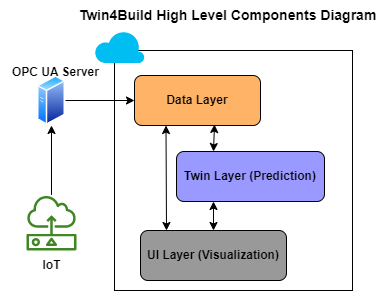 Twin4Build High Level Components Diagram
OPC UA Server
Data Layer
Twin Layer (Prediction)
UI Layer (Visualization)
IoT